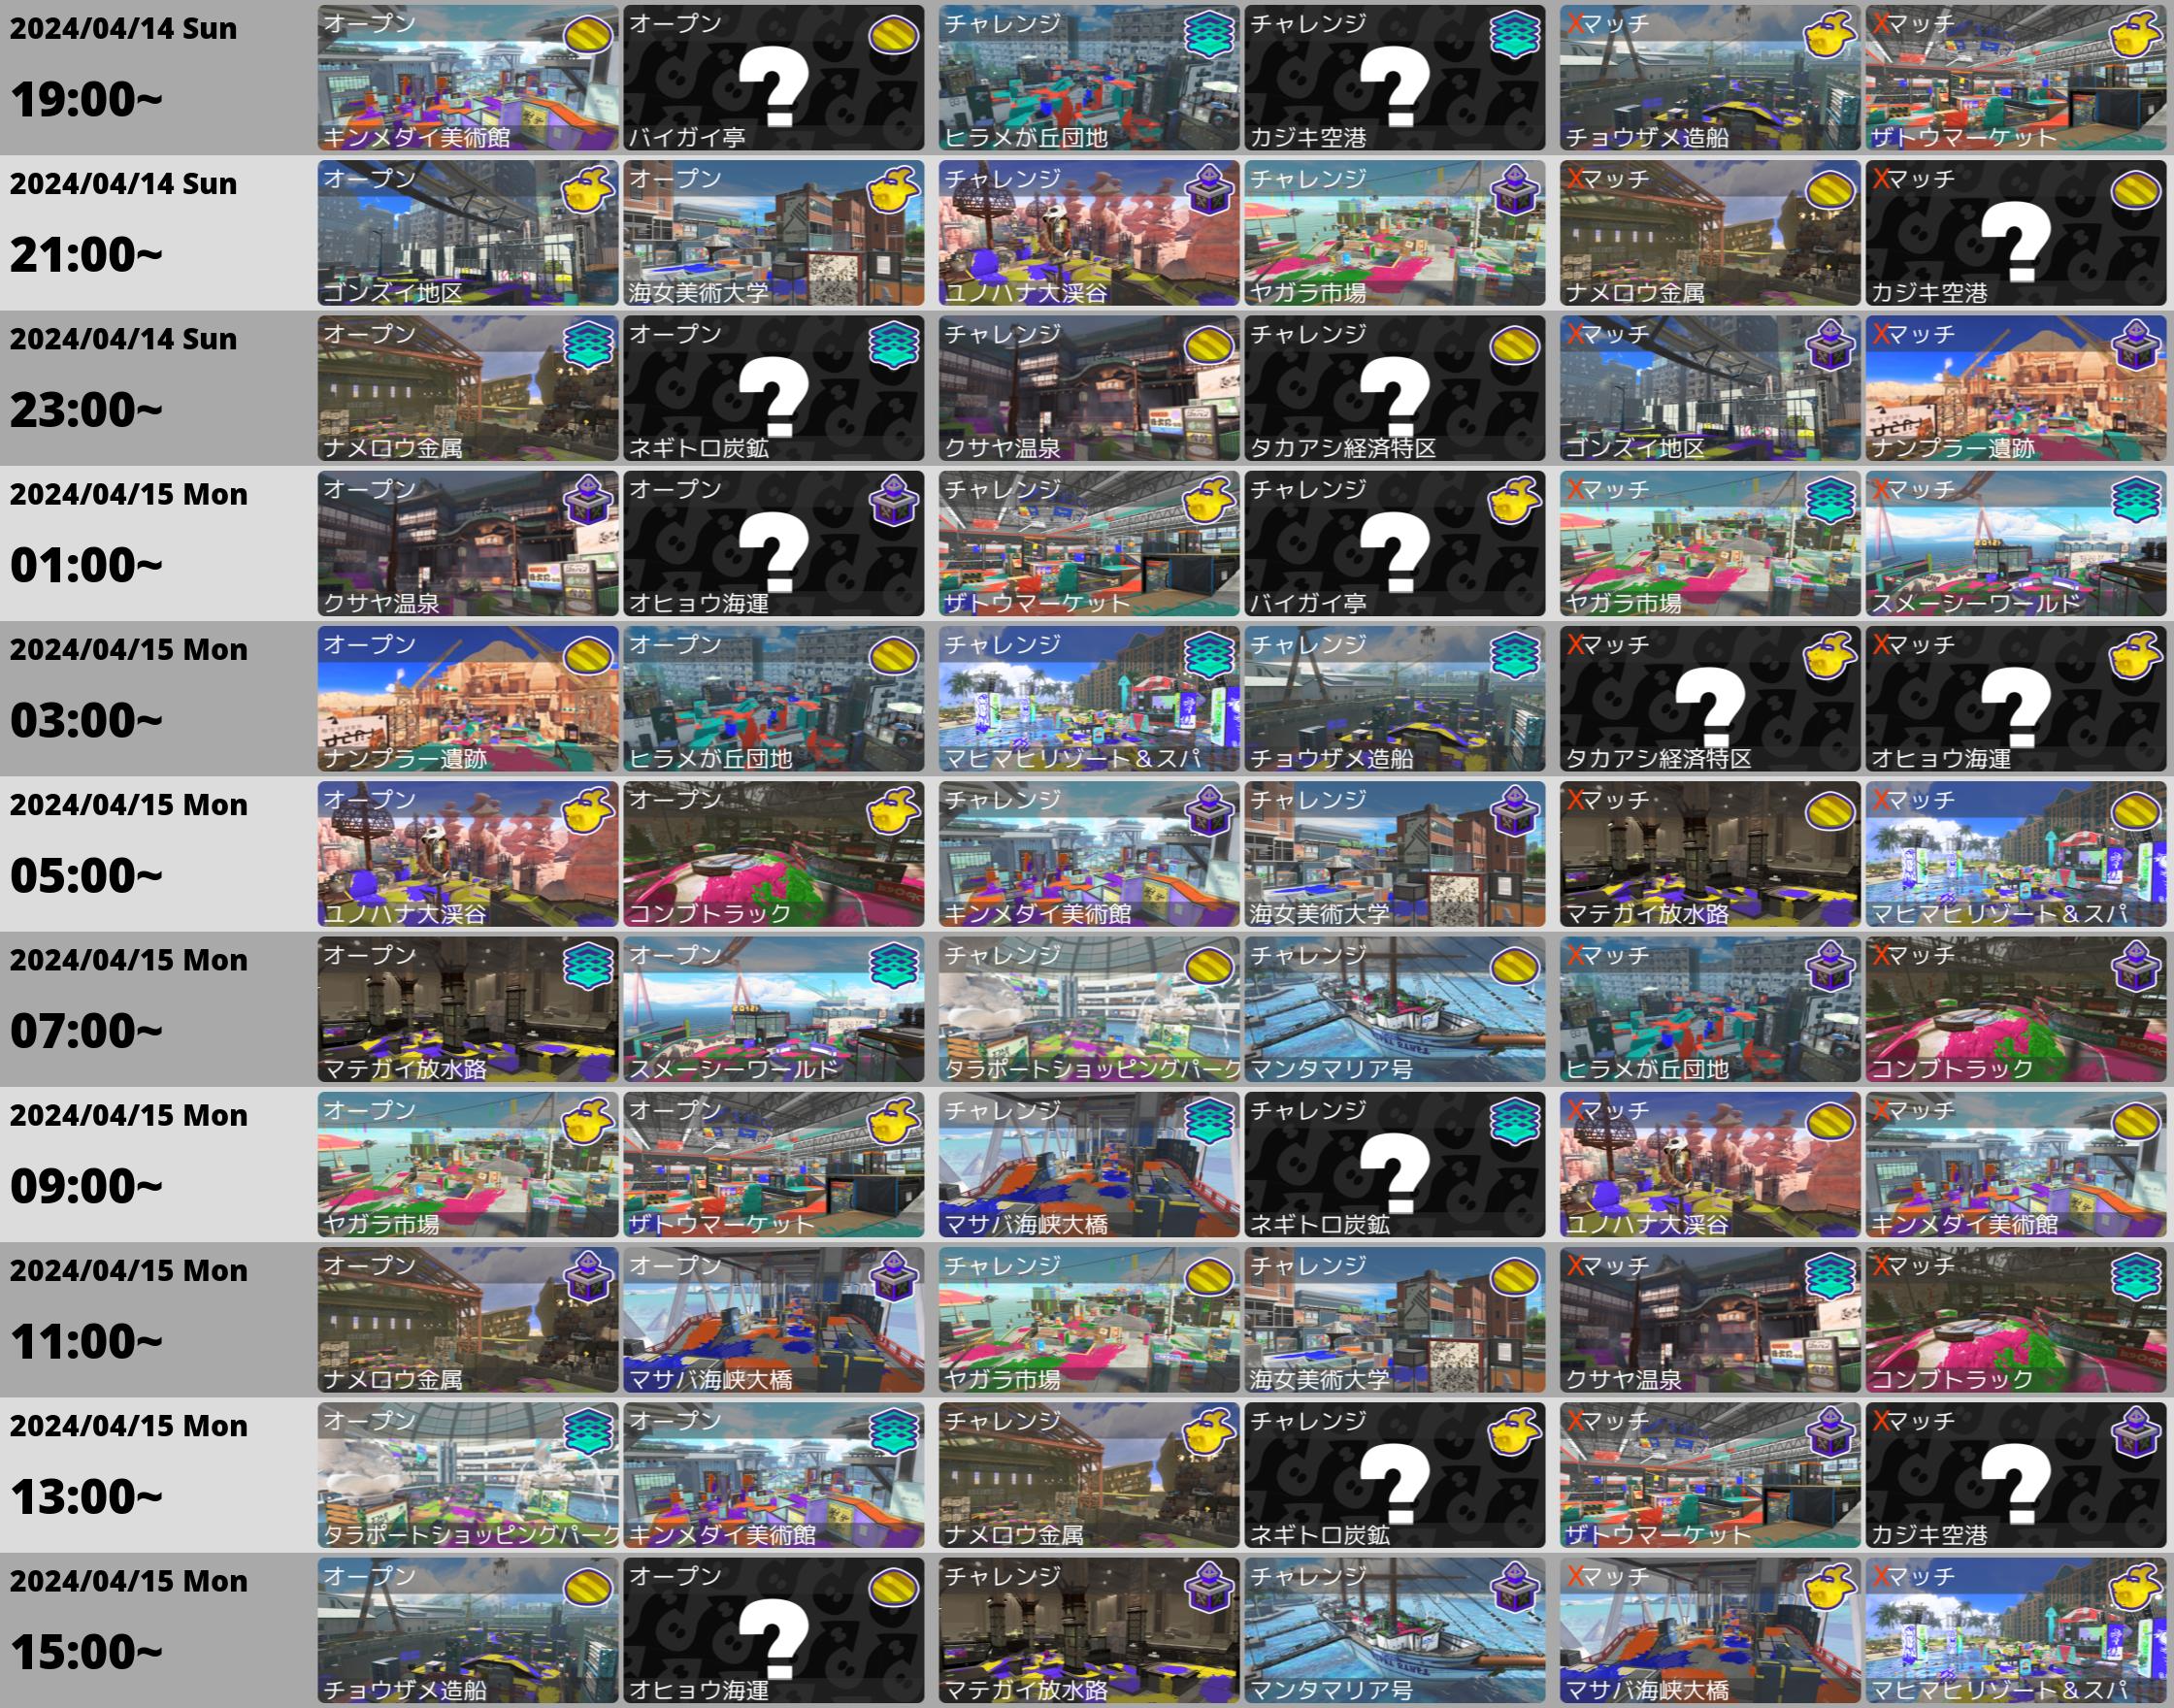 2024/04/14 Sun
19:00~
オープン
キンメダイ美術館
オープン
バイガイ亭
チャレンジ
ヒラメが丘団地
チャレンジ
カジキ空港
Xマッチ
チョウザメ造船
Xマッチ
ザトウマーケット
2024/04/14 Sun
21:00~
オープン
ゴンズイ地区
オープン
海女美術大学
チャレンジ
ユノハナ大渓谷
チャレンジ
ヤガラ市場
Xマッチ
ナメロウ金属
Xマッチ
カジキ空港
2024/04/14 Sun
23:00~
オープン
ナメロウ金属
オープン
ネギトロ炭鉱
チャレンジ
クサヤ温泉
チャレンジ
タカアシ経済特区
Xマッチ
ゴンズイ地区
Xマッチ
ナンプラー遺跡
2024/04/15 Mon
01:00~
オープン
クサヤ温泉
オープン
オヒョウ海運
チャレンジ
ザトウマーケット
チャレンジ
バイガイ亭
Xマッチ
ヤガラ市場
Xマッチ
スメーシーワールド
2024/04/15 Mon
03:00~
オープン
ナンプラー遺跡
オープン
ヒラメが丘団地
チャレンジ
マヒマヒリゾート＆スパ
チャレンジ
チョウザメ造船
Xマッチ
タカアシ経済特区
Xマッチ
オヒョウ海運
2024/04/15 Mon
05:00~
オープン
ユノハナ大渓谷
オープン
コンブトラック
チャレンジ
キンメダイ美術館
チャレンジ
海女美術大学
Xマッチ
マテガイ放水路
Xマッチ
マヒマヒリゾート＆スパ
2024/04/15 Mon
07:00~
オープン
マテガイ放水路
オープン
スメーシーワールド
チャレンジ
タラポートショッピングパーク
チャレンジ
マンタマリア号
Xマッチ
ヒラメが丘団地
Xマッチ
コンブトラック
2024/04/15 Mon
09:00~
オープン
ヤガラ市場
オープン
ザトウマーケット
チャレンジ
マサバ海峡大橋
チャレンジ
ネギトロ炭鉱
Xマッチ
ユノハナ大渓谷
Xマッチ
キンメダイ美術館
2024/04/15 Mon
11:00~
オープン
ナメロウ金属
オープン
マサバ海峡大橋
チャレンジ
ヤガラ市場
チャレンジ
海女美術大学
Xマッチ
クサヤ温泉
Xマッチ
コンブトラック
2024/04/15 Mon
13:00~
オープン
タラポートショッピングパーク
オープン
キンメダイ美術館
チャレンジ
ナメロウ金属
チャレンジ
ネギトロ炭鉱
Xマッチ
ザトウマーケット
Xマッチ
カジキ空港
2024/04/15 Mon
15:00~
オープン
チョウザメ造船
オープン
オヒョウ海運
チャレンジ
マテガイ放水路
チャレンジ
マンタマリア号
Xマッチ
マサバ海峡大橋
Xマッチ
マヒマヒリゾート＆スパ